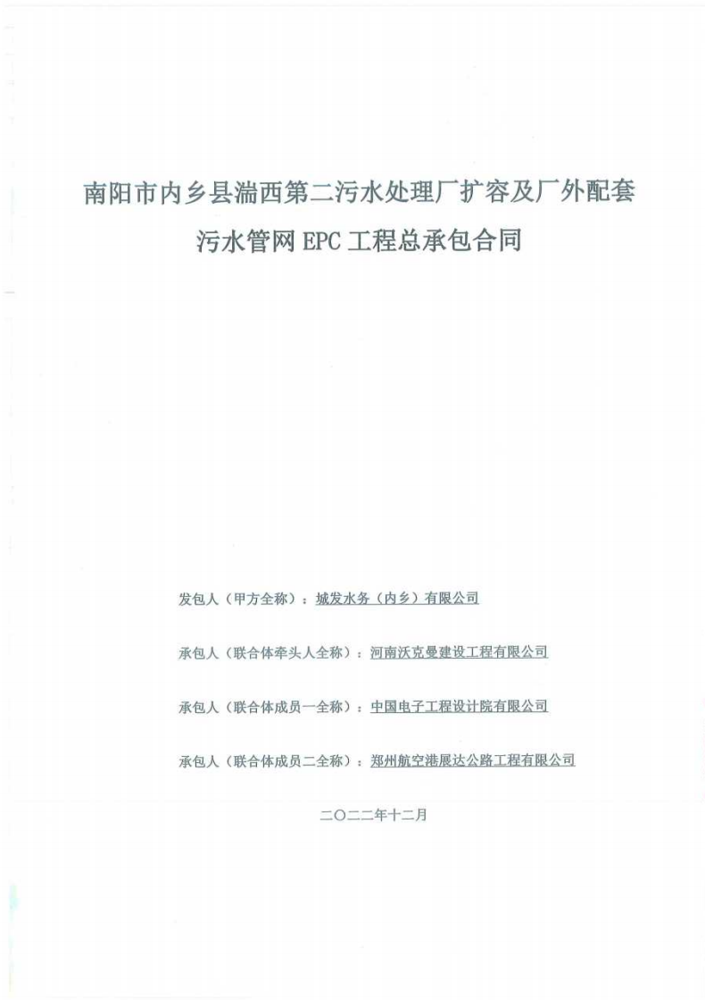 南阳市内乡县湍西第二污水处理厂扩容及厂外配套
污水管网 EPC 工程总承包合同
发包人（甲方全称）：城发水务（内乡）有限公司
承包人（联合体牵头人全称）：河南沃克曼建设工程有限公司
承包人（联合体成员一全称）：中国电子工程设计院有限公司
承包人（联合体成员二全称）：郑州航空港展达公路工程有限公司
二〇二二年十二月